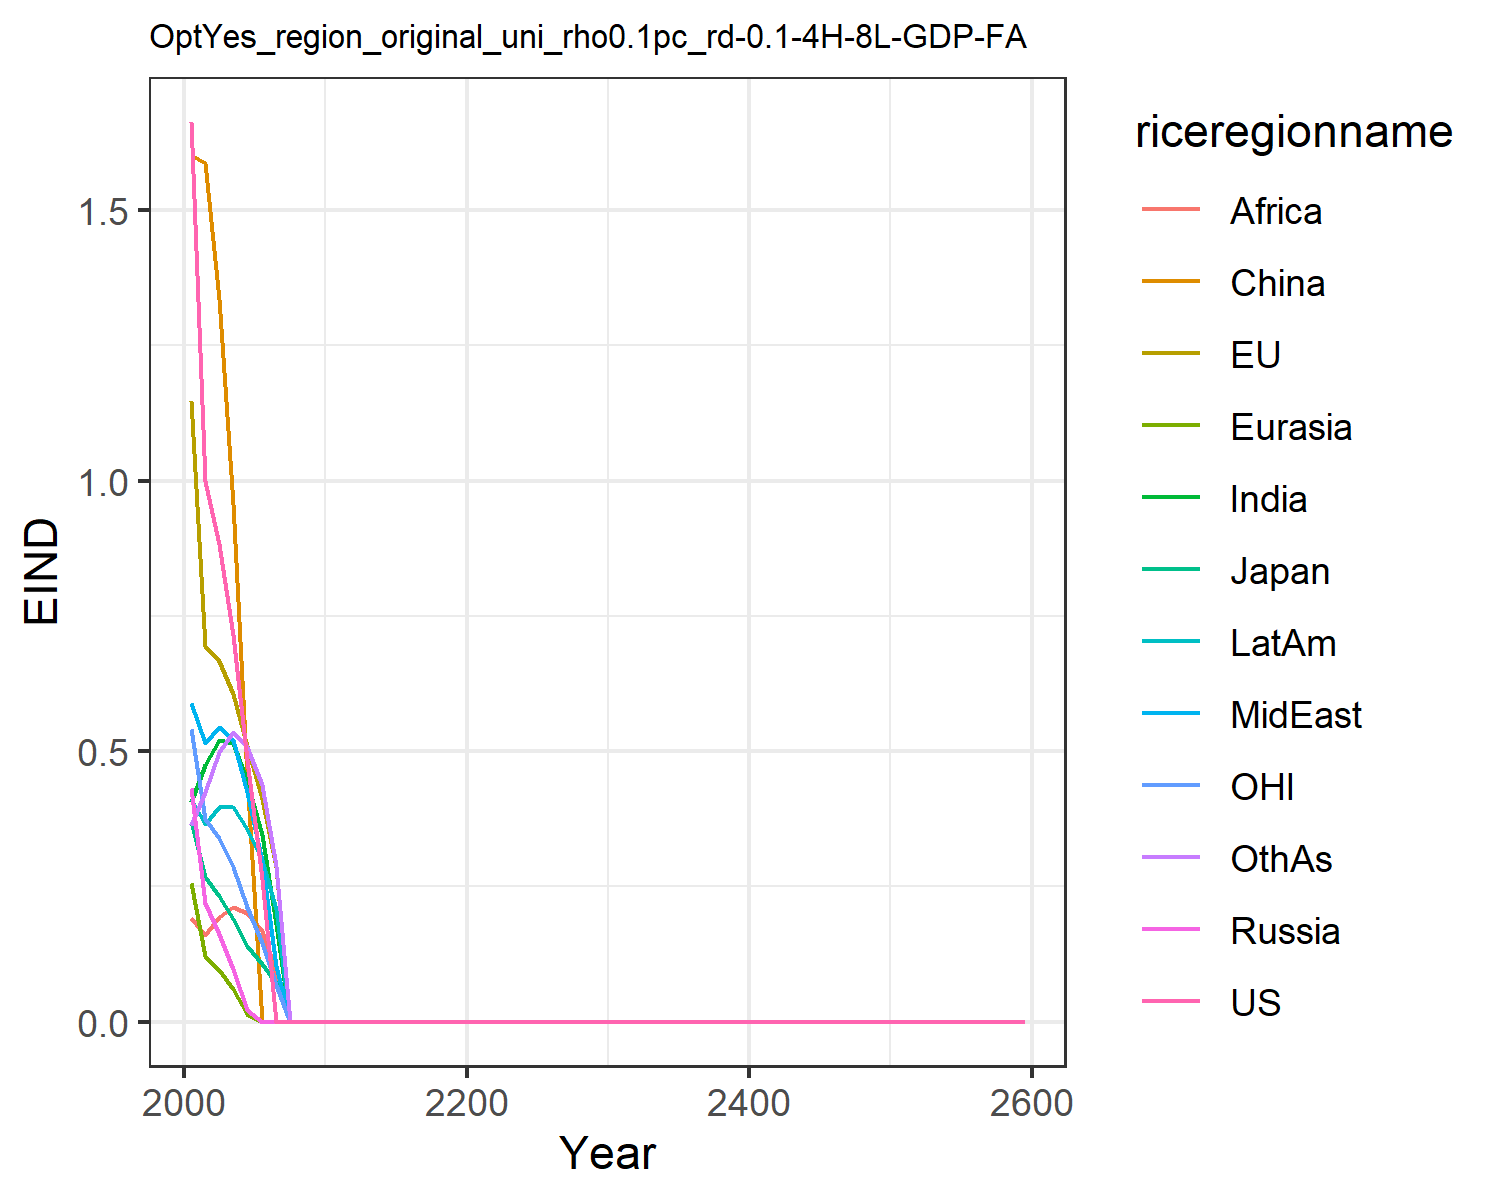 OptYes_region_original_uni_rho0.1pc_rd-0.1-4H-8L-GDP-FA
riceregionname
Africa
China
EU
Eurasia
India
Japan
LatAm
MidEast
OHI
OthAs
Russia
US
EIND
1.5
1.0
0.5
0.0
2000 2200 2400 2600
Year